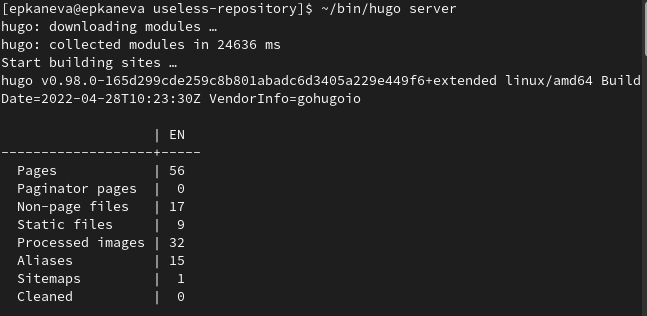 [epkaneva@epkaneva useless-repository]$ ~/bin/hugo server
hugo: downloading modules …
hugo: collected modules in 24636 ms
Start building sites …
hugo v0.98.0-165d299cde259c8b801abadc6d3405a229e449f6+extended linux/amd64 Build
Date=2022-04-28T10:23:30Z VendorInfo=gohugoio
                   | EN
-------------------+-----
  Pages            | 56
  Paginator pages  |  0
  Non-page files   | 17
  Static files     |  9
  Processed images | 32
  Aliases          | 15
  Sitemaps         |  1
  Cleaned          |  0